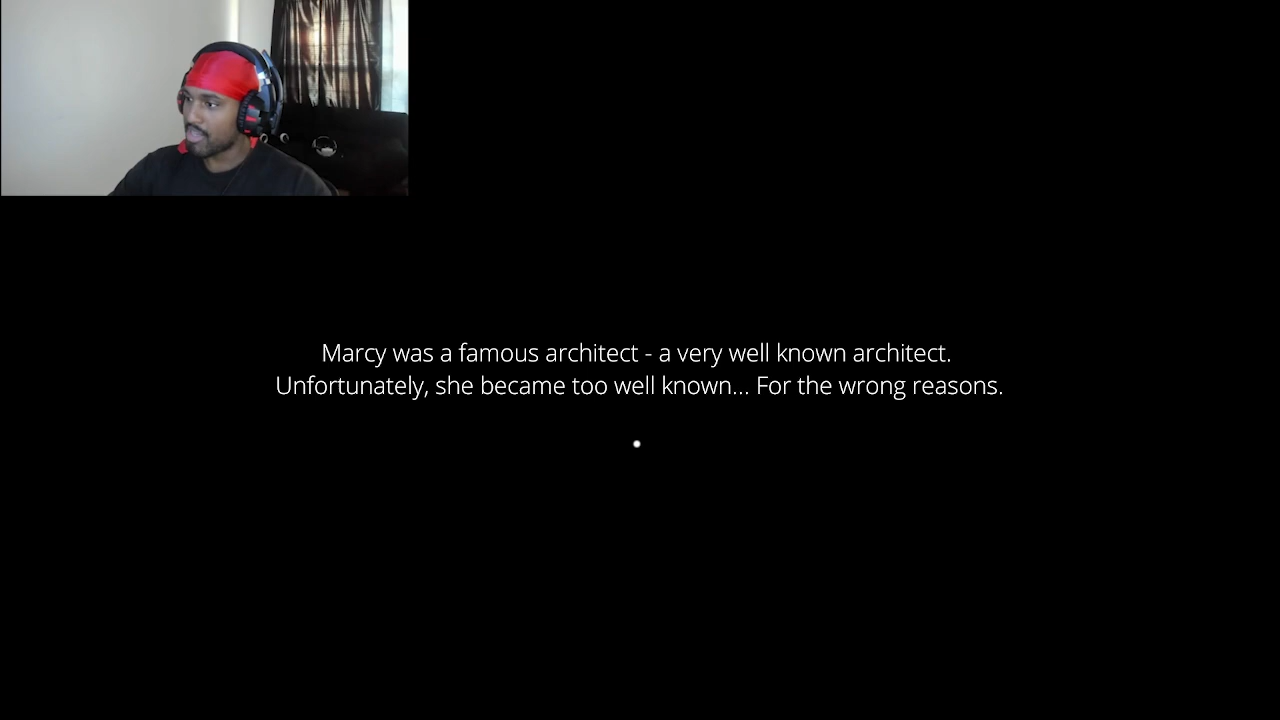 Marcy was a famous architect - a very well known architect.
Unfortunately, she became too well known... For the wrong reasons.